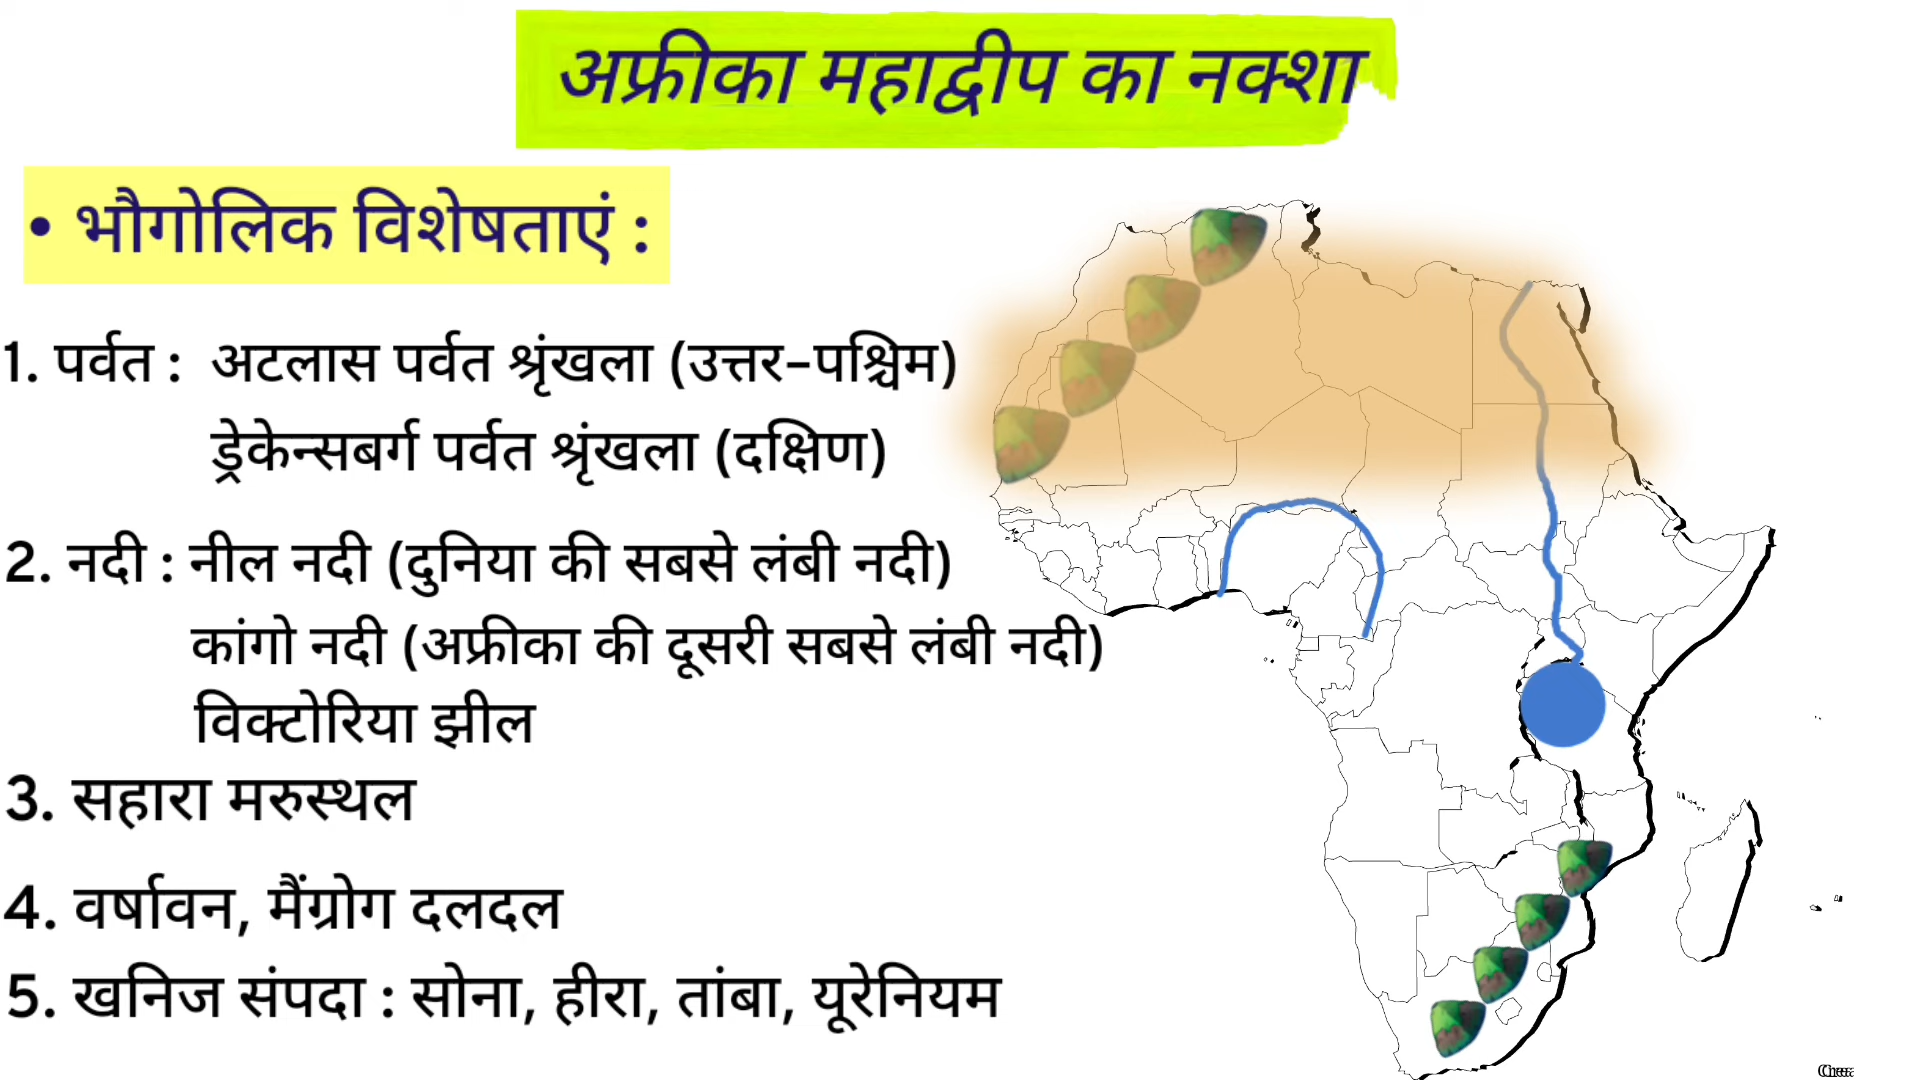 अफ्रीका महाद्वीप का नक्शा
• भौगोलिक विशेषताएं :
1. पर्वत : अटलास पर्वत श्रृंखला (उत्तर-पश्चिम)
ड्रेकेन्सबर्ग पर्वत श्रृंखला (दक्षिण)
2. नदी : नील नदी (दुनिया की सबसे लंबी नदी)
कांगो नदी (अफ्रीका की दूसरी सबसे लंबी नदी)
विक्टोरिया झील
3. सहारा मरुस्थल
4. वर्षावन, मैंग्रोग दलदल
5. खनिज संपदा : सोना, हीरा, तांबा, यूरेनियम